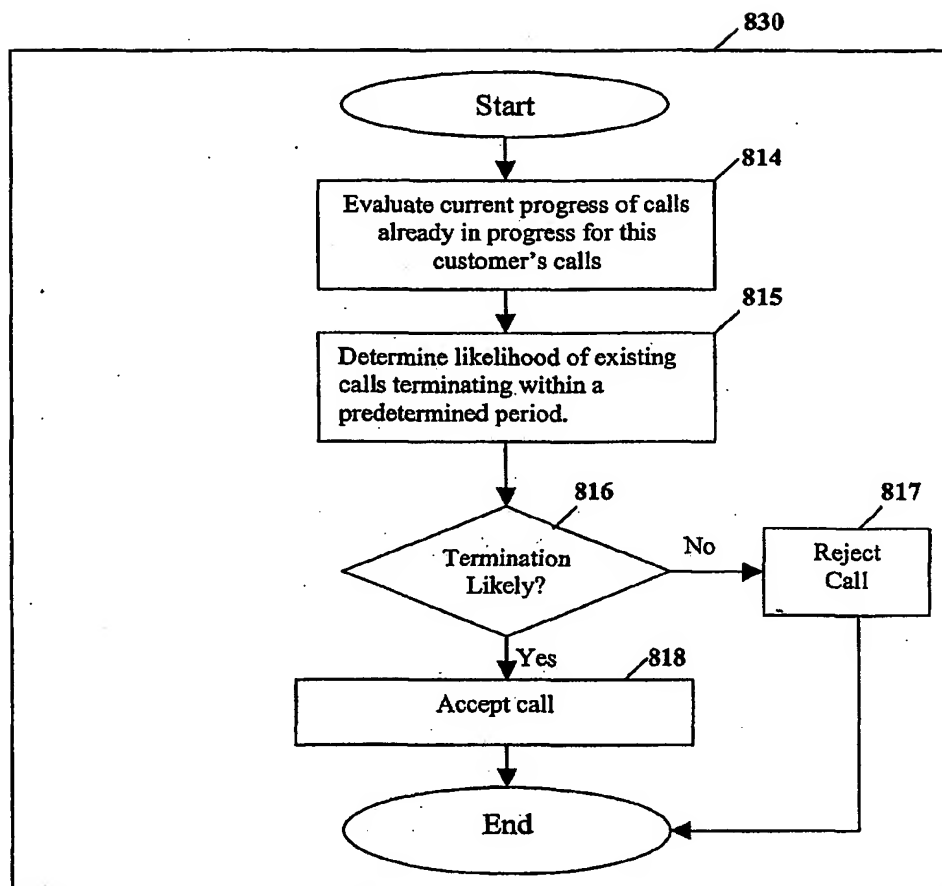 830
Start
814
Evaluate current progress of calls
already in progress for this
customer's calls
815
Determine likelihood of existing
calls terminating within a
predetermined period.
816
817
Termination
Likely?
No
Reject
Call
Yes
818
Accept call
End